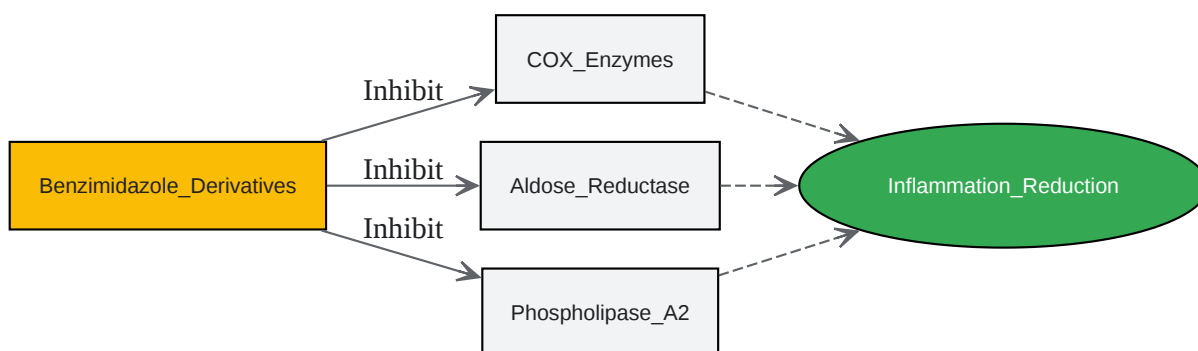 COX_Enzymes
Inhibit
Benzimidazole_Derivatives
Inhibit
Aldose_Reductase
Inflammation_Reduction
Inhibit
Phospholipase_A2